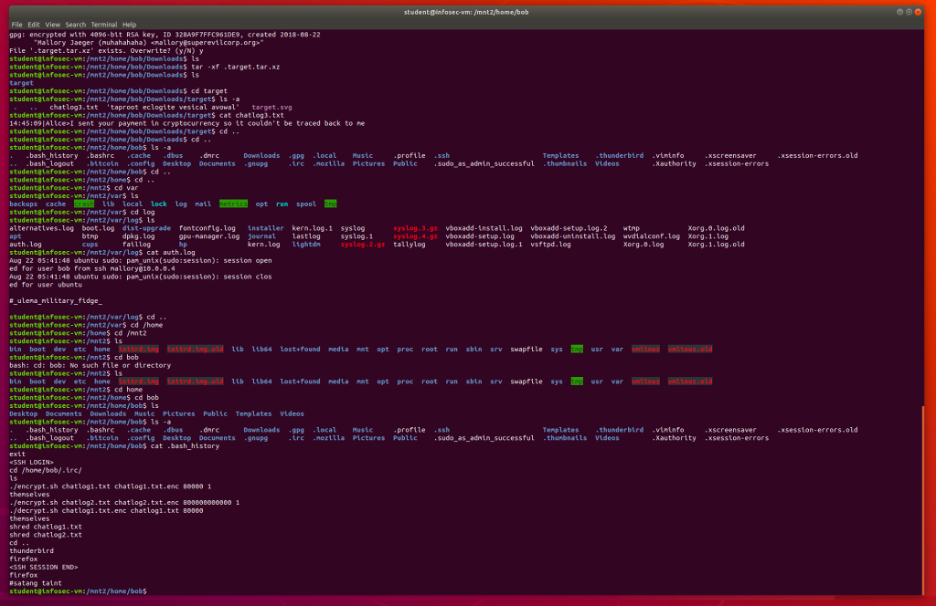 student@infosec-vm: /mnt2/home/bob
File Edit View Search Terminal Help
gpg: encrypted with 4096-bit RSA key, ID 328A9F7FFC961DE9, created 2018-08-22
"Mallory Jaeger (muhahahaha) <mallory@superevilcorp.org>"
File '.target.tar.xz' exists. Overwrite? (y/N) y
student@infosec-vm:/mnt2/home/bob/Downloads$ ls
student@infosec-vm:/mnt2/home/bob/Downloads$ tar -xf .target.tar.xz
student@infosec-vm:/mnt2/home/bob/Downloads$ ls
target
student@infosec-vm:/mnt2/home/bob/Downloads$ cd target
student@infosec-vm:/mnt2/home/bob/Downloads/target$ ls -a
. .. chatlog3.txt 'taproot eclogite vesical avowal' target.svg
student@infosec-vm:/mnt2/home/bob/Downloads/target$ cat chatlog3.txt
14:45:09|Alice>I sent your payment in cryptocurrency so it couldn't be traced back to me
student@infosec-vm:/mnt2/home/bob/Downloads/target$ cd ..
student@infosec-vm:/mnt2/home/bob/Downloads$ cd ..
student@infosec-vm:/mnt2/home/bob$ ls -a
. .bash_history .bashrc .cache .dbus .dmrc Downloads .gpg .local Music .profile .ssh Templates .thunderbird .viminfo .xscreensaver .xsession-errors.old
.. .bash_logout .bitcoin .config Desktop Documents .gnupg .irc .mozilla Pictures Public .sudo_as_admin_successful .thumbnails Videos .Xauthority .xsession-errors
student@infosec-vm:/mnt2/home/bob$ cd ..
student@infosec-vm:/mnt2/home$ cd ..
student@infosec-vm:/mnt2$ cd var
student@infosec-vm:/mnt2/var$ ls
backups cache crash lib local lock log mail metrics opt run spool tmp
student@infosec-vm:/mnt2/var$ cd log
student@infosec-vm:/mnt2/var/log$ ls
alternatives.log boot.log dist-upgrade fontconfig.log installer kern.log.1 syslog syslog.3.gz vboxadd-install.log vboxadd-setup.log.2 wtmp Xorg.0.log.old
apt btmp dpkg.log gpu-manager.log journal lastlog syslog.1 syslog.4.gz vboxadd-setup.log vboxadd-uninstall.log wvdialconf.log Xorg.1.log
auth.log cups faillog hp kern.log lightdm syslog.2.gz tallylog vboxadd-setup.log.1 vsftpd.log Xorg.0.log Xorg.1.log.old
student@infosec-vm:/mnt2/var/log$ cat auth.log
Aug 22 05:41:48 ubuntu sudo: pam_unix(sudo:session): session open
ed for user bob from ssh mallory@10.0.0.4
Aug 22 05:41:48 ubuntu sudo: pam_unix(sudo:session): session clos
ed for user ubuntu
#_ulema_military_fidge_
student@infosec-vm:/mnt2/var/log$ cd ..
student@infosec-vm:/mnt2/var$ cd /home
student@infosec-vm:/home$ cd /mnt2
student@infosec-vm:/mnt2$ ls
bin boot dev etc home initrd.img initrd.img.old lib lib64 lost+found media mnt opt proc root run sbin srv swapfile sys tmp usr var vmlinuz vmlinuz.old
student@infosec-vm:/mnt2$ cd bob
bash: cd: bob: No such file or directory
student@infosec-vm:/mnt2$ ls
bin boot dev etc home initrd.img initrd.img.old lib lib64 lost+found media mnt opt proc root run sbin srv swapfile sys tmp usr var vmlinuz vmlinuz.old
student@infosec-vm:/mnt2$ cd home
student@infosec-vm:/mnt2/home$ cd bob
student@infosec-vm:/mnt2/home/bob$ ls
Desktop Documents Downloads Music Pictures Public Templates Videos
student@infosec-vm:/mnt2/home/bob$ ls -a
. .bash_history .bashrc .cache .dbus .dmrc Downloads .gpg .local Music .profile .ssh Templates .thunderbird .viminfo .xscreensaver .xsession-errors.old
.. .bash_logout .bitcoin .config Desktop Documents .gnupg .irc .mozilla Pictures Public .sudo_as_admin_successful .thumbnails Videos .Xauthority .xsession-errors
student@infosec-vm:/mnt2/home/bob$ cat .bash_history
exit
<SSH LOGIN>
cd /home/bob/.irc/
ls
./encrypt.sh chatlog1.txt chatlog1.txt.enc 80000 1
themselves
./encrypt.sh chatlog2.txt chatlog2.txt.enc 800000000000 1
./decrypt.sh chatlog1.txt.enc chatlog1.txt 80000
themselves
shred chatlog1.txt
shred chatlog2.txt
cd ..
thunderbird
firefox
<SSH SESSION END>
firefox
#satang taint
student@infosec-vm:/mnt2/home/bob$